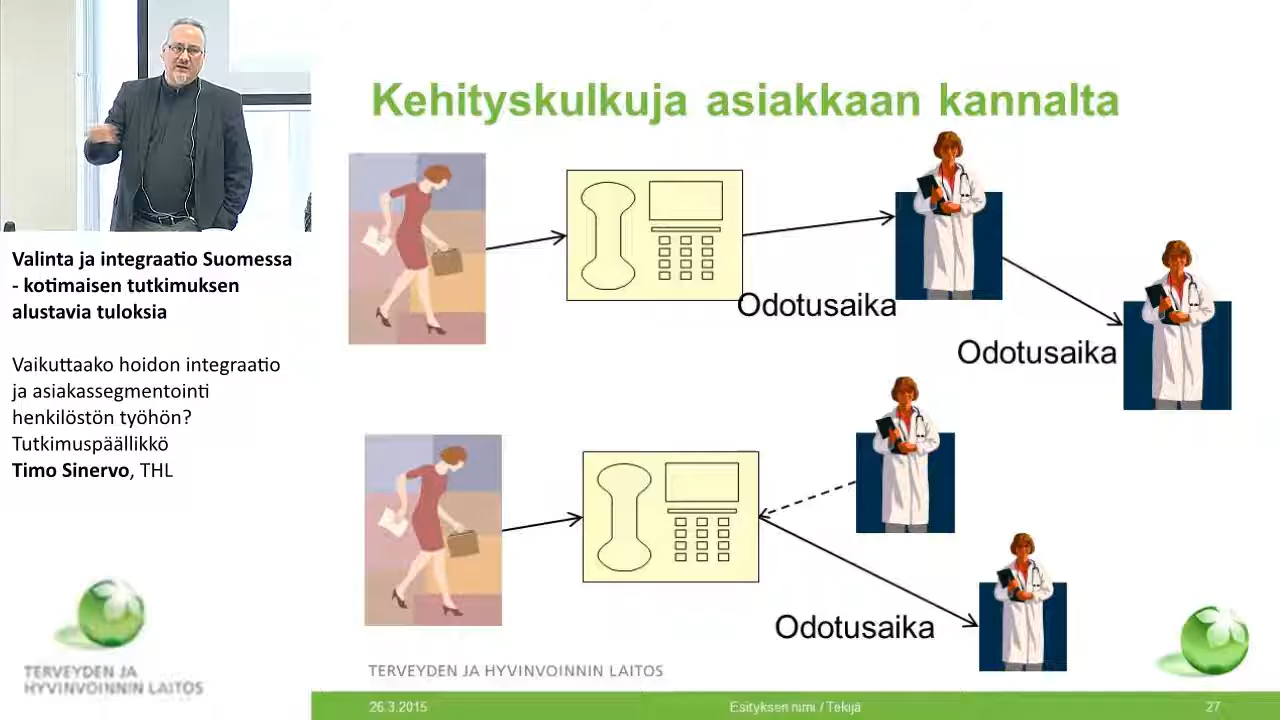 Kehityskulkuja asiakkaan kannalta
Odotusaika
Odotusaika
Odotusaika
Valinta ja integraatio Suomessa
- kotimaisen tutkimuksen
alustavia tuloksia
Vaikuttaako hoidon integraatio
ja asiakassegmentointi
henkilöstön työhön?
Tutkimuspäällikkö
Timo Sinervo, THL
TERVEYDEN JA
HYVINVOINNIN LAITOS
TERVEYDEN JA HYVINVOINNIN LAITOS
26.3.2015
Esityksen nimi / Tekijä
27